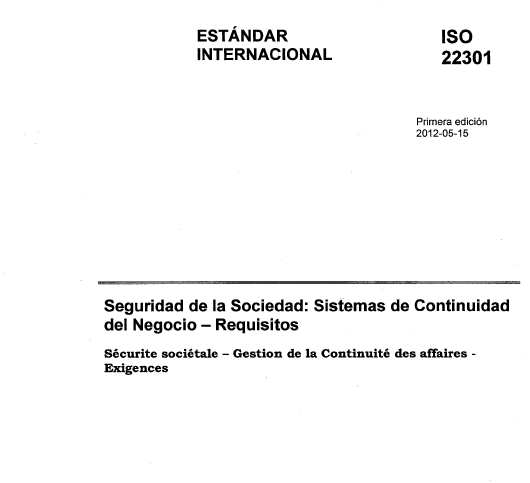 ESTÁNDAR
INTERNACIONAL
ISO
22301
Primera edición
2012-05-15
Seguridad de la Sociedad: Sistemas de Continuidad
del Negocio – Requisitos
Sécurite sociétale – Gestion de la Continuité des affaires -
Exigences